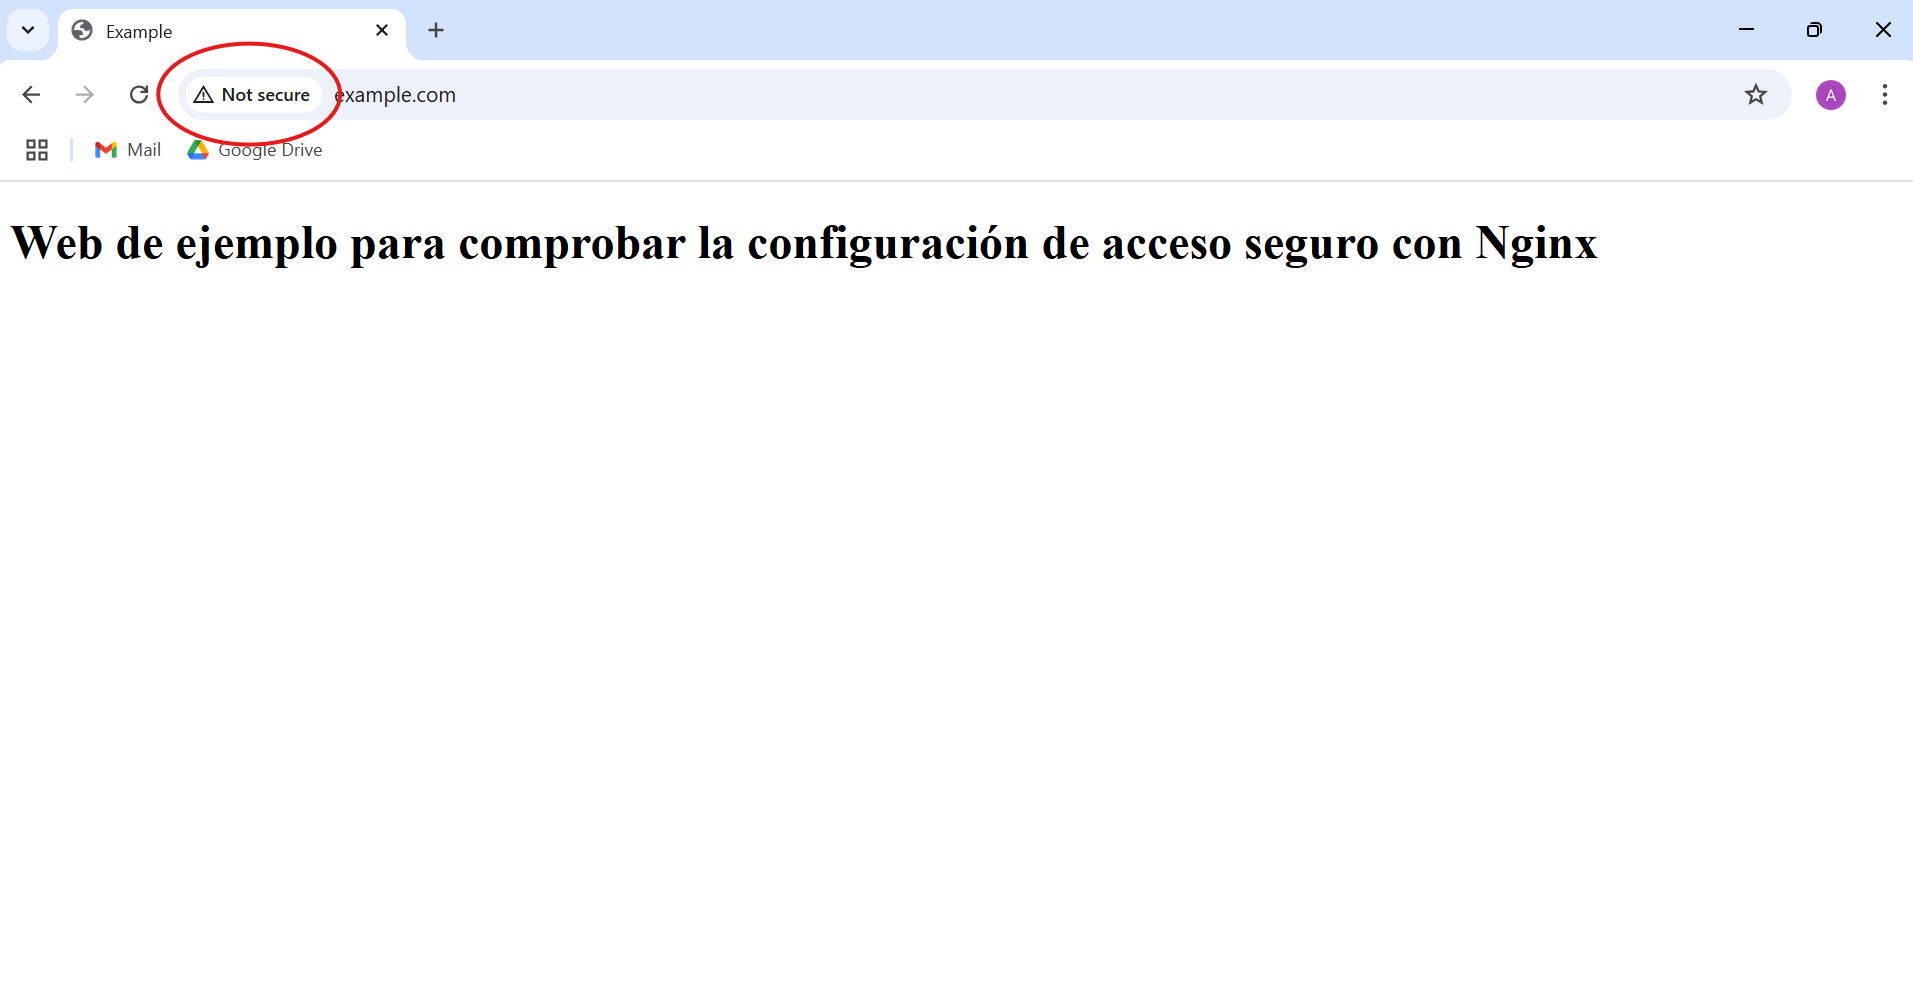 Example
Not secure example.com
A
Mail Google Drive
Web de ejemplo para comprobar la configuración de acceso seguro con Nginx